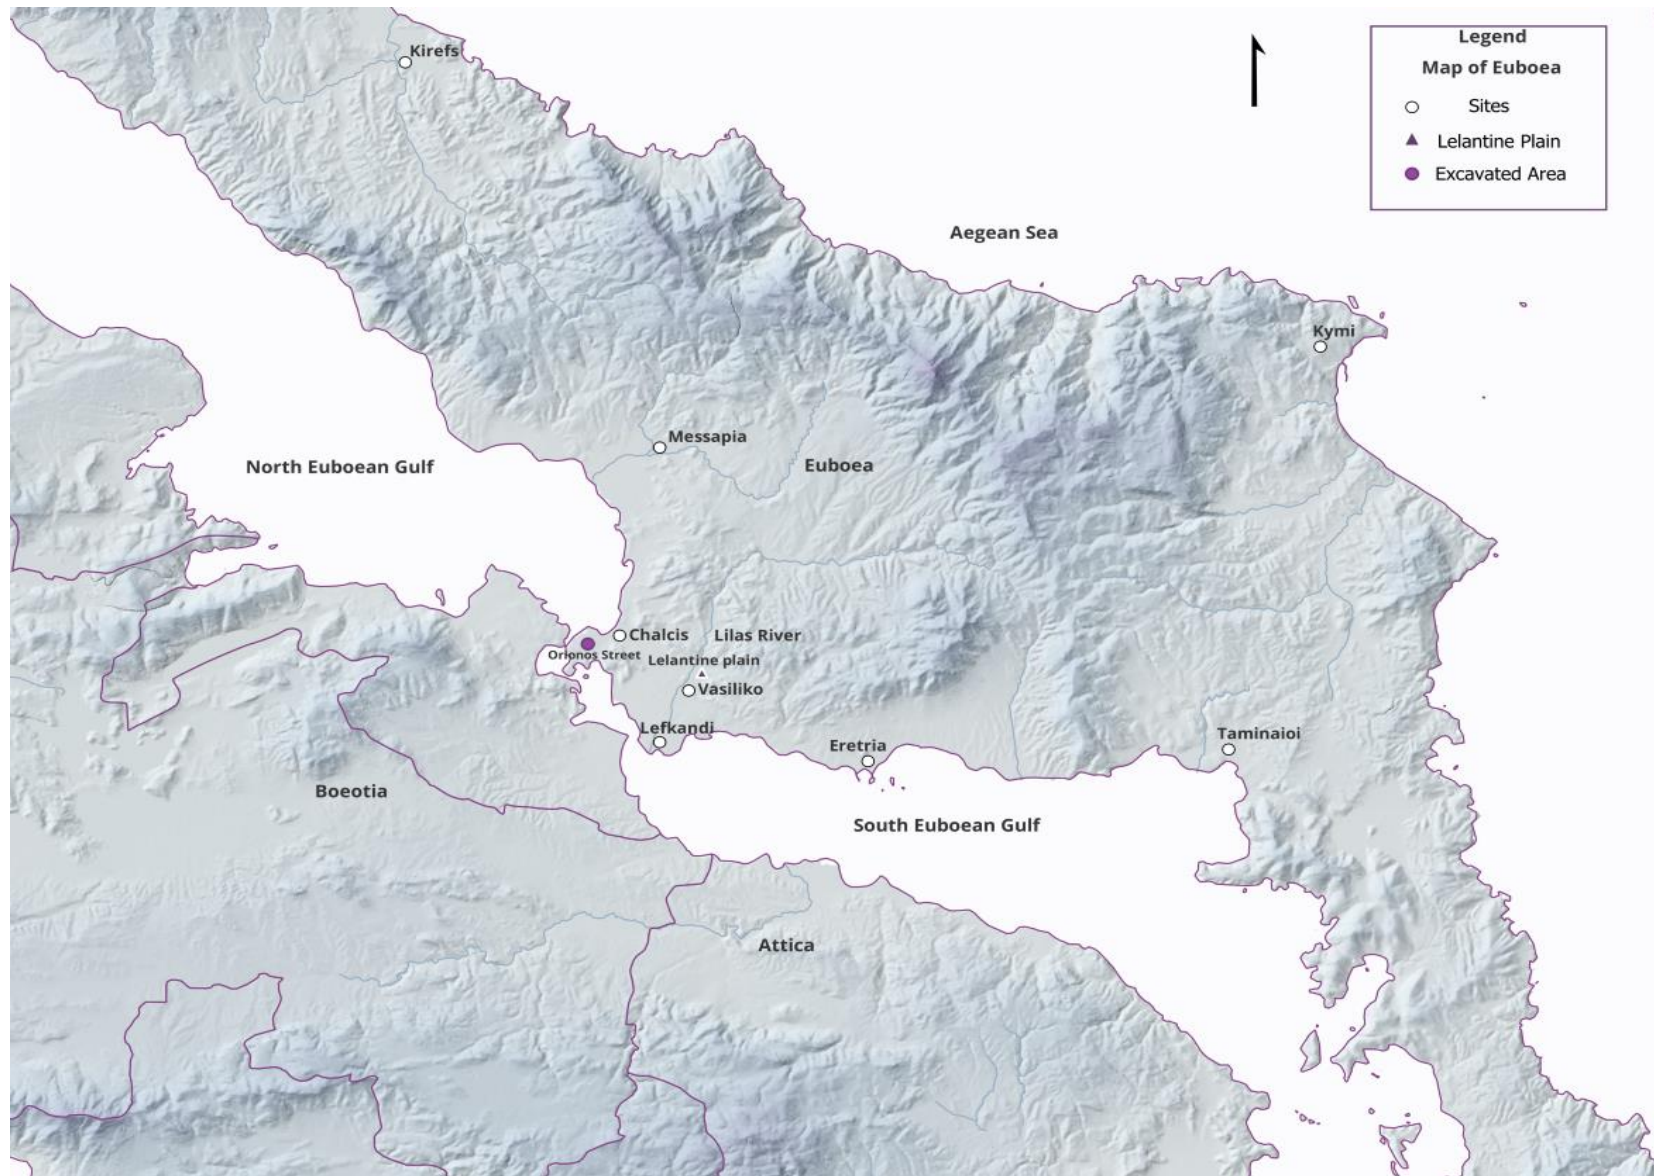 Kirefs
Legend
Map of Euboea
Sites
Lelantine Plain
Excavated Area
Aegean Sea
Kymi
Messapia
Euboea
North Euboean Gulf
Chalcis
Lilas River
Orionos Street
Lelantine plain
Vasiliko
Lefkandi
Eretria
Taminaioi
Boeotia
South Euboean Gulf
Attica